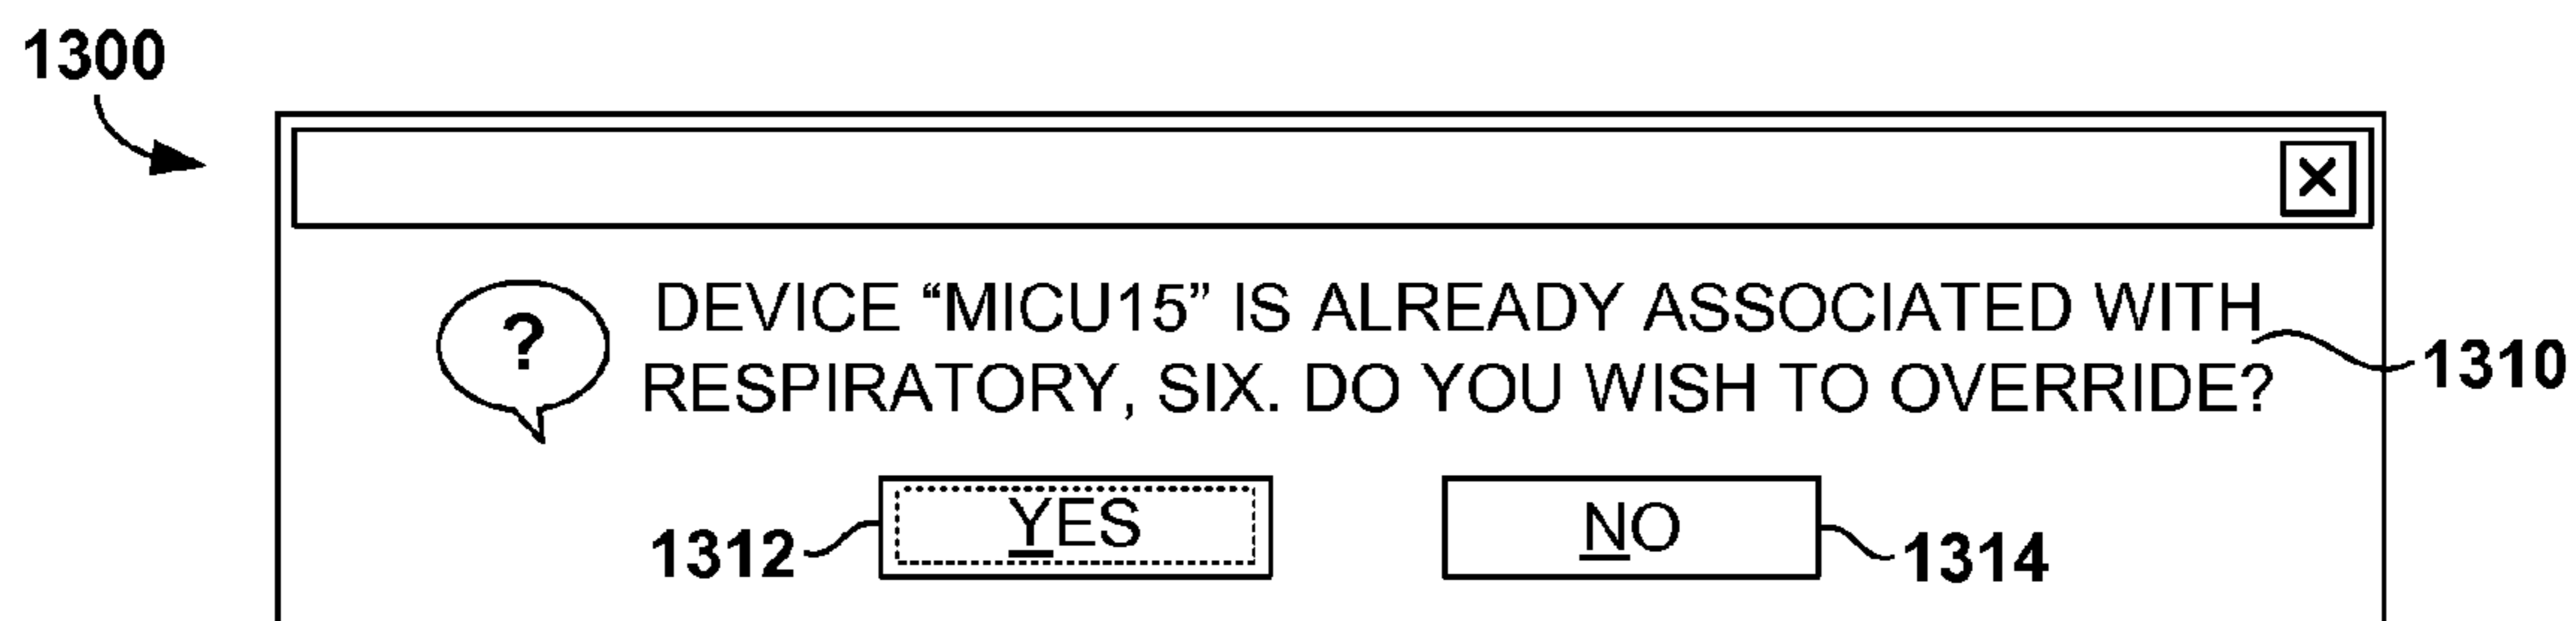 1300
X
? DEVICE “MICU15” IS ALREADY ASSOCIATED WITH
RESPIRATORY, SIX. DO YOU WISH TO OVERRIDE?
1310
1312 YES NO 1314